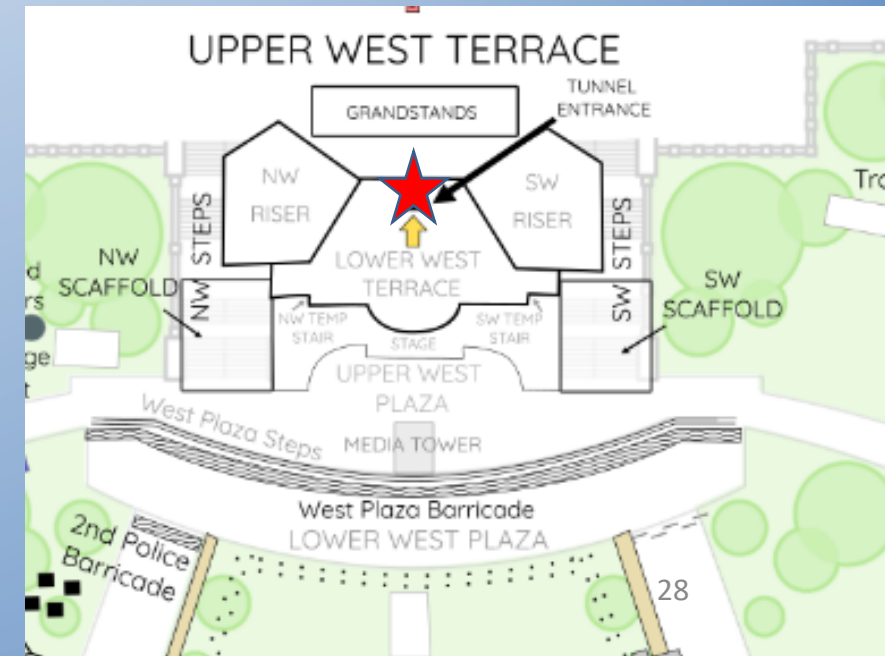 UPPER WEST TERRACE
TUNNEL
ENTRANCE
GRANDSTANDS
NW
RISER
SW
RISER
NW STEPS
SW STEPS
LOWER WEST
TERRACE
NW
SCAFFOLD
SW
SCAFFOLD
NW TEMP
STAIR
SW TEMP
STAIR
STAGE
UPPER WEST
PLAZA
West Plaza Steps
MEDIA TOWER
West Plaza Barricade
LOWER WEST PLAZA
2nd Police
Barricade
28